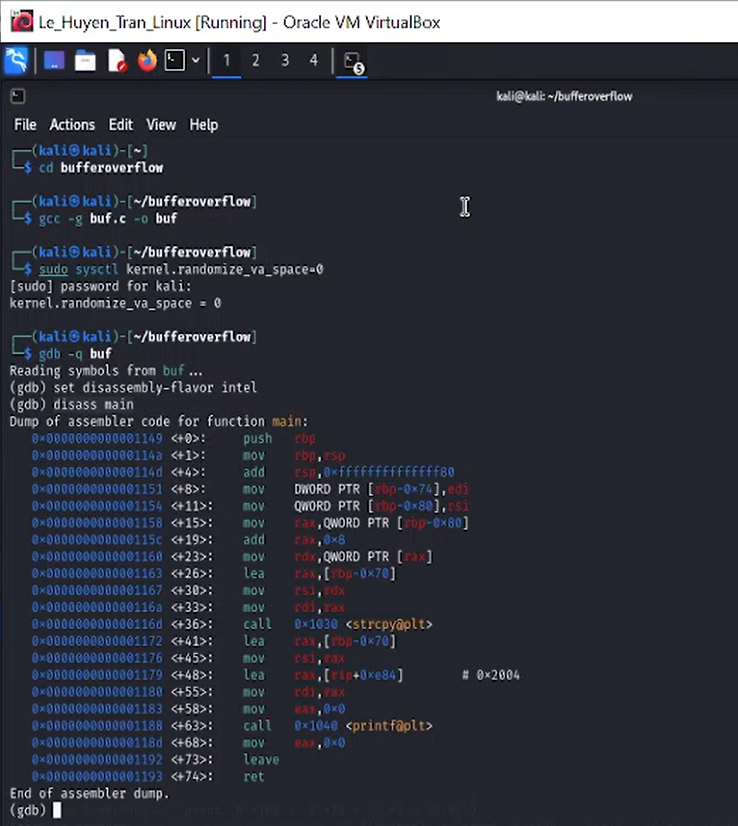 Le_Huyen_Tran_Linux [Running] - Oracle VM VirtualBox
1 2 3 4 5
kali@kali: ~/bufferoverflow
File Actions Edit View Help
┌──(kali㉿kali)-[~]
└─$ cd bufferoverflow
┌──(kali㉿kali)-[~/bufferoverflow]
└─$ gcc -g buf.c -o buf
┌──(kali㉿kali)-[~/bufferoverflow]
└─$ sudo sysctl kernel.randomize_va_space=0
[sudo] password for kali:
kernel.randomize_va_space = 0
┌──(kali㉿kali)-[~/bufferoverflow]
└─$ gdb -q buf
Reading symbols from buf...
(gdb) set disassembly-flavor intel
(gdb) disass main
Dump of assembler code for function main:
0x0000000000001149 <+0>: push rbp
0x000000000000114a <+1>: mov rbp,rsp
0x000000000000114d <+4>: add rsp,0xffffffffffffff80
0x0000000000001151 <+8>: mov DWORD PTR [rbp-0x74],edi
0x0000000000001154 <+11>: mov QWORD PTR [rbp-0x80],rsi
0x0000000000001158 <+15>: mov rax,QWORD PTR [rbp-0x80]
0x000000000000115c <+19>: add rax,0x8
0x0000000000001160 <+23>: mov rdx,QWORD PTR [rax]
0x0000000000001163 <+26>: lea rax,[rbp-0x70]
0x0000000000001167 <+30>: mov rsi,rdx
0x000000000000116a <+33>: mov rdi,rax
0x000000000000116d <+36>: call 0x1030 <strcpy@plt>
0x0000000000001172 <+41>: lea rax,[rbp-0x70]
0x0000000000001176 <+45>: mov rsi,rax
0x0000000000001179 <+48>: lea rax,[rip+0xe84] # 0x2004
0x0000000000001180 <+55>: mov rdi,rax
0x0000000000001183 <+58>: mov eax,0x0
0x0000000000001188 <+63>: call 0x1040 <printf@plt>
0x000000000000118d <+68>: mov eax,0x0
0x0000000000001192 <+73>: leave
0x0000000000001193 <+74>: ret
End of assembler dump.
(gdb)